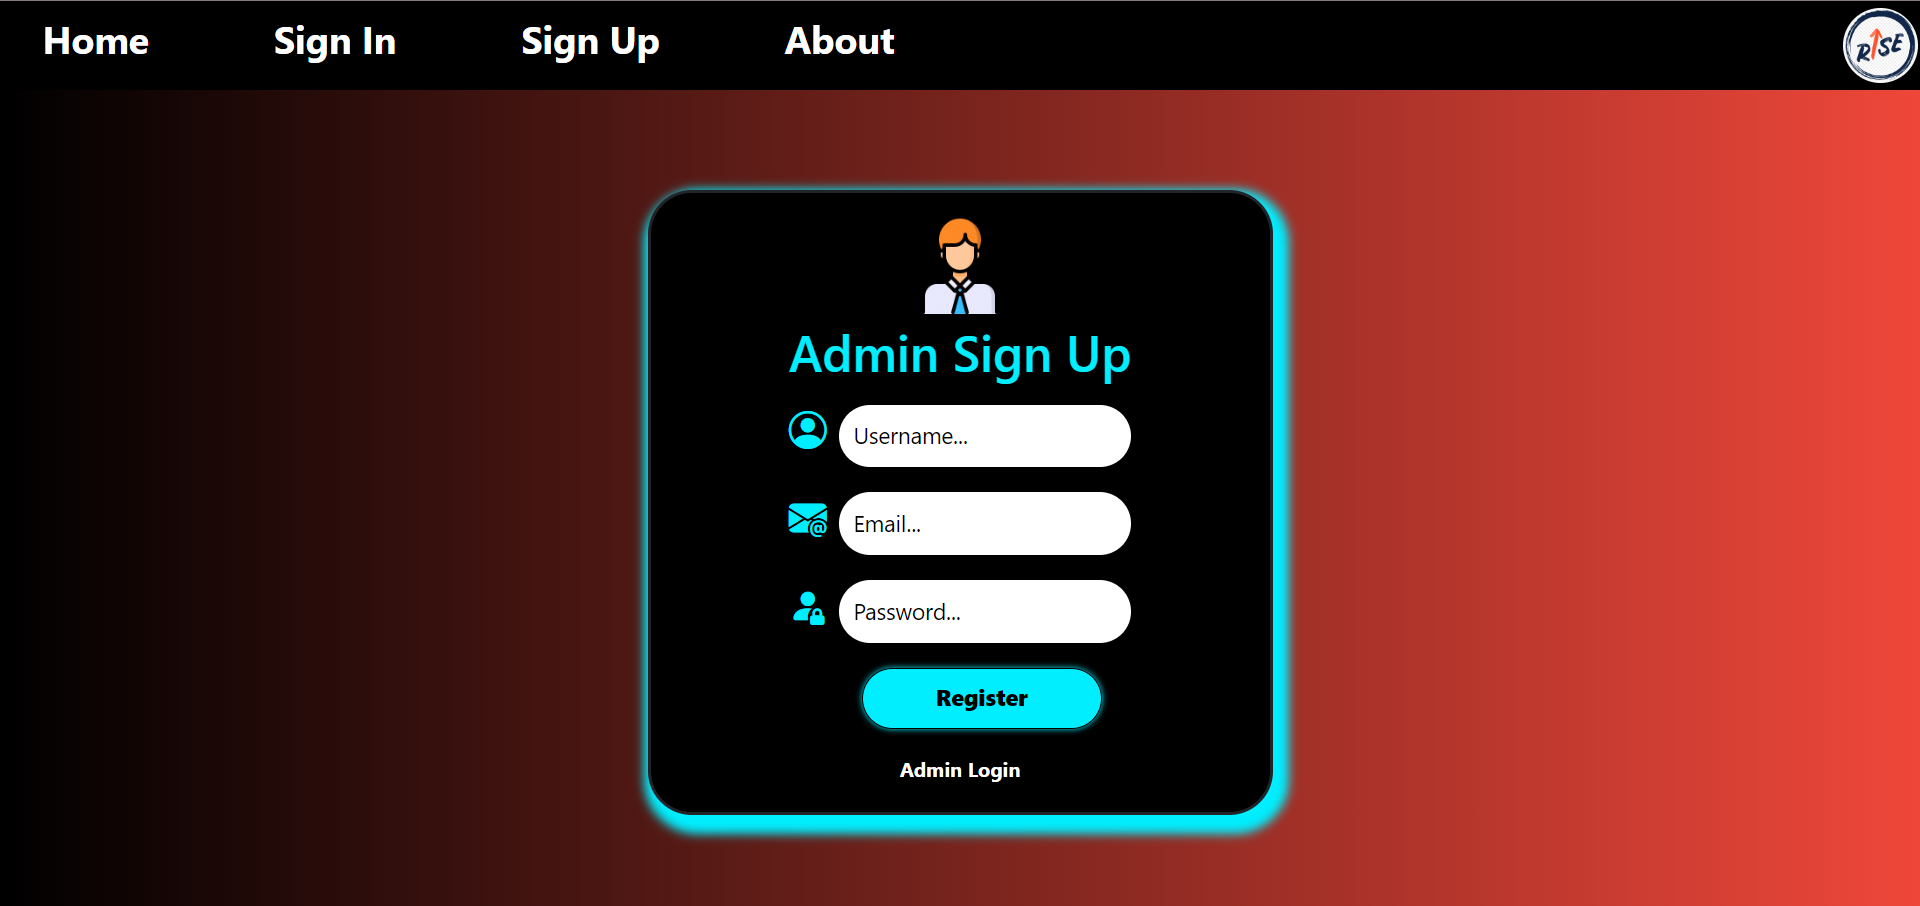 Home Sign In Sign Up About
RISE
Admin Sign Up
Username...
@
Email...
Password...
Register
Admin Login